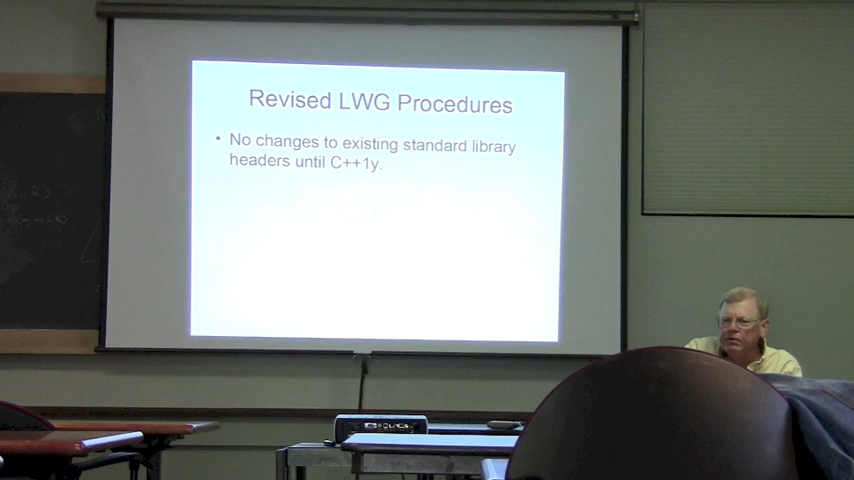 Revised LWG Procedures
• No changes to existing standard library
headers until C++1y.